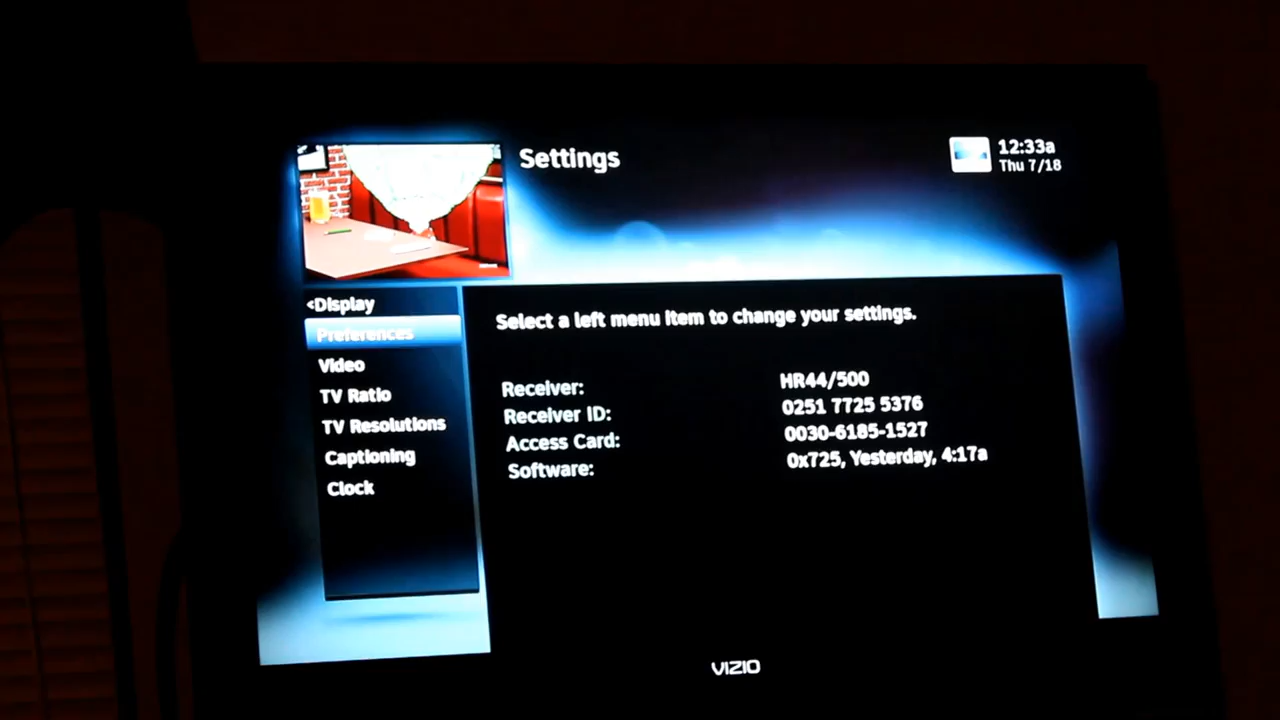 Settings
12:33a
Thu 7/18
<Display
Preferences
Video
TV Ratio
TV Resolutions
Captioning
Clock
Select a left menu item to change your settings.
Receiver: HR44/500
Receiver ID: 0251 7725 5376
Access Card: 0030-6185-1527
Software: 0x725, Yesterday, 4:17a
VIZIO